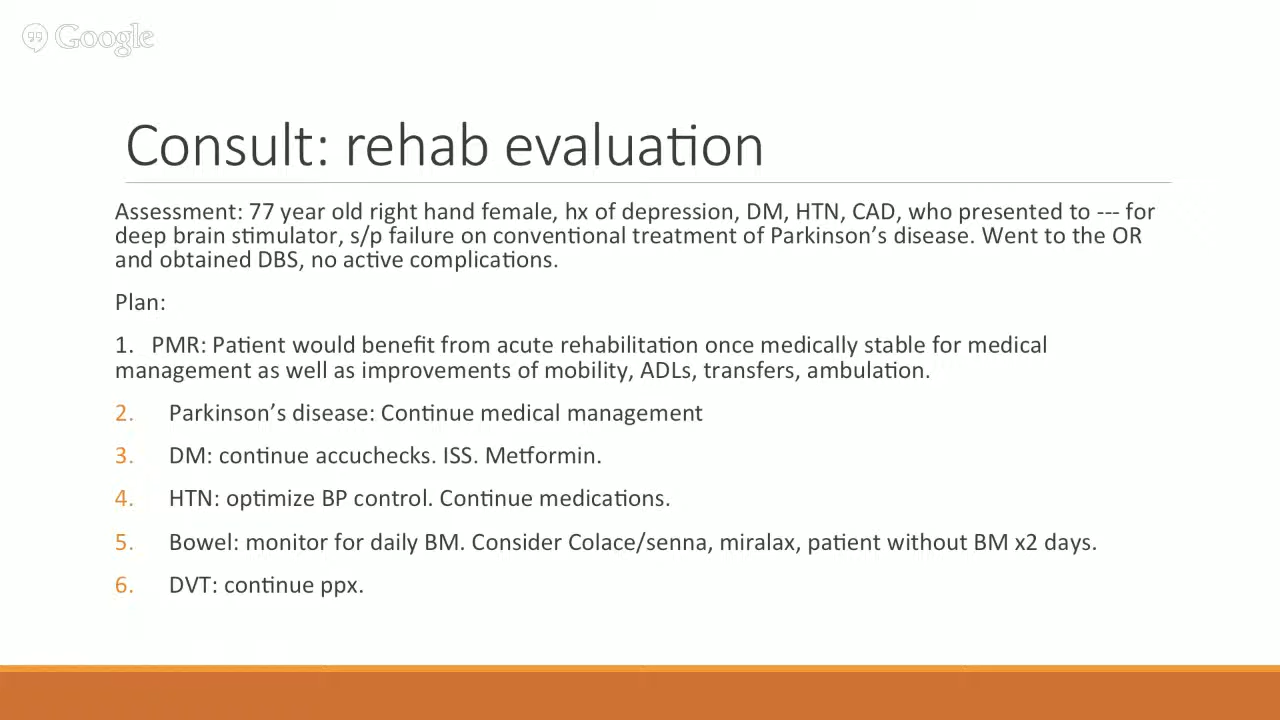 Google
Consult: rehab evaluation
Assessment: 77 year old right hand female, hx of depression, DM, HTN, CAD, who presented to --- for
deep brain stimulator, s/p failure on conventional treatment of Parkinson’s disease. Went to the OR
and obtained DBS, no active complications.
Plan:
1. PMR: Patient would benefit from acute rehabilitation once medically stable for medical
management as well as improvements of mobility, ADLs, transfers, ambulation.
2. Parkinson’s disease: Continue medical management
3. DM: continue accuchecks. ISS. Metformin.
4. HTN: optimize BP control. Continue medications.
5. Bowel: monitor for daily BM. Consider Colace/senna, miralax, patient without BM x2 days.
6. DVT: continue ppx.